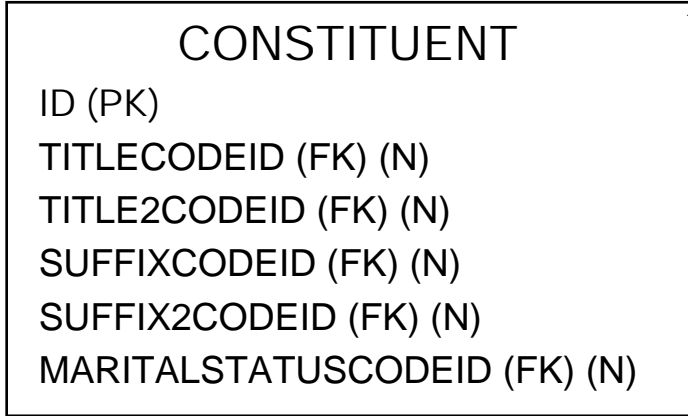 CONSTITUENT
ID (PK)
TITLECODEID (FK) (N)
TITLE2CODEID (FK) (N)
SUFFIXCODEID (FK) (N)
SUFFIX2CODEID (FK) (N)
MARITALSTATUSCODEID (FK) (N)